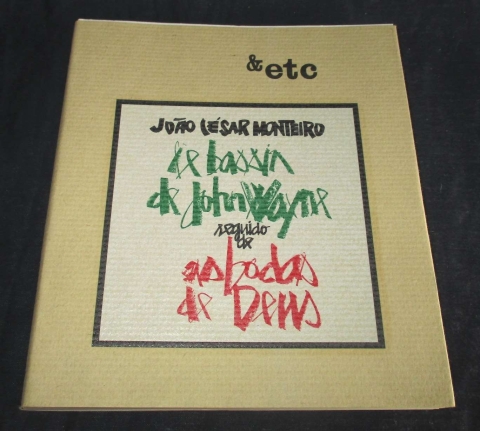 & etc
JOÃO CÉSAR MONTEIRO
le bassin
de John Wayne
seguido
de
as bodas
de Deus